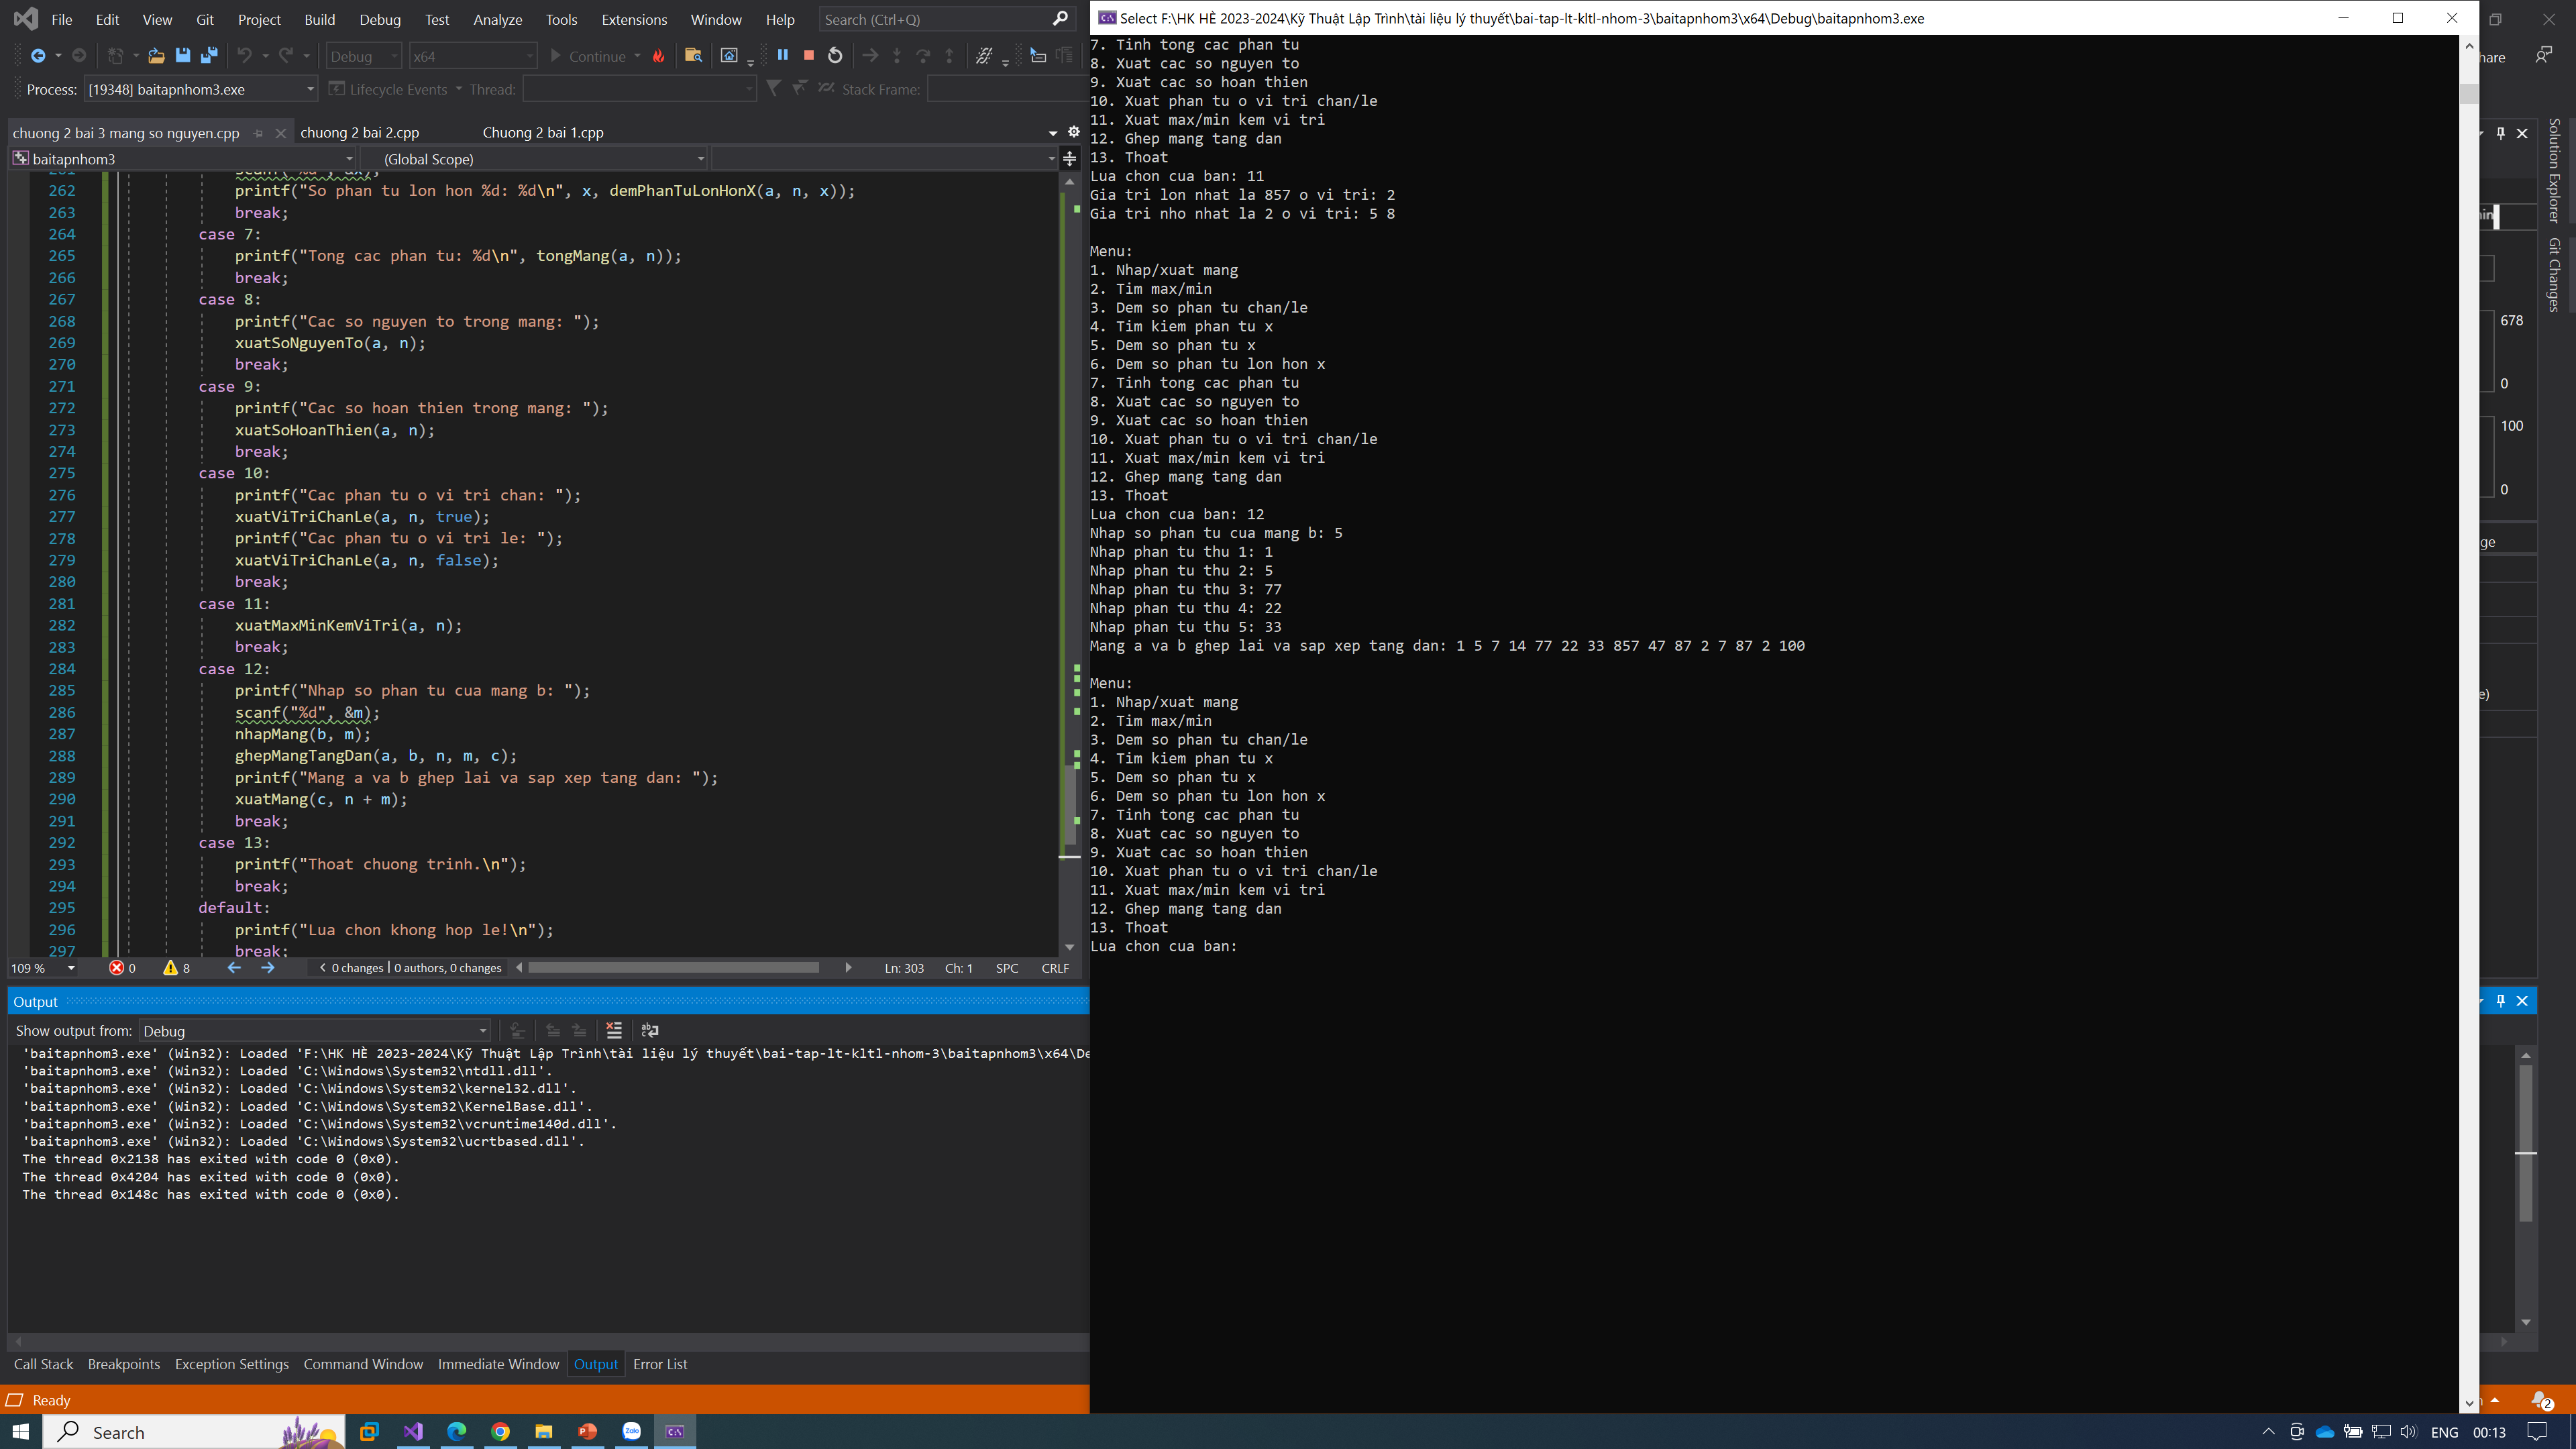 File Edit View Git Project Build Debug Test Analyze Tools Extensions Window Help Search (Ctrl+Q)
Debug x64 Continue
Process: [19348] baitapnhom3.exe Lifecycle Events Thread: Stack Frame:
chuong 2 bai 3 mang so nguyen.cpp chuong 2 bai 2.cpp Chuong 2 bai 1.cpp
baitapnhom3 (Global Scope)
262 printf("So phan tu lon hon %d: %d\n", x, demPhanTuLonHonX(a, n, x));
263 break;
264 case 7:
265 printf("Tong cac phan tu: %d\n", tongMang(a, n));
266 break;
267 case 8:
268 printf("Cac so nguyen to trong mang: ");
269 xuatSoNguyenTo(a, n);
270 break;
271 case 9:
272 printf("Cac so hoan thien trong mang: ");
273 xuatSoHoanThien(a, n);
274 break;
275 case 10:
276 printf("Cac phan tu o vi tri chan: ");
277 xuatViTriChanLe(a, n, true);
278 printf("Cac phan tu o vi tri le: ");
279 xuatViTriChanLe(a, n, false);
280 break;
281 case 11:
282 xuatMaxMinKemViTri(a, n);
283 break;
284 case 12:
285 printf("Nhap so phan tu cua mang b: ");
286 scanf("%d", &m);
287 nhapMang(b, m);
288 ghepMangTangDan(a, b, n, m, c);
289 printf("Mang a va b ghep lai va sap xep tang dan: ");
290 xuatMang(c, n + m);
291 break;
292 case 13:
293 printf("Thoat chuong trinh.\n");
294 break;
295 default:
296 printf("Lua chon khong hop le!\n");
297 break;
109 % 0 8 0 changes | 0 authors, 0 changes Ln: 303 Ch: 1 SPC CRLF
Output
Show output from: Debug
'baitapnhom3.exe' (Win32): Loaded 'F:\HK HÈ 2023-2024\Kỹ Thuật Lập Trình\tài liệu lý thuyết\bai-tap-lt-kltl-nhom-3\baitapnhom3\x64\De
'baitapnhom3.exe' (Win32): Loaded 'C:\Windows\System32\ntdll.dll'.
'baitapnhom3.exe' (Win32): Loaded 'C:\Windows\System32\kernel32.dll'.
'baitapnhom3.exe' (Win32): Loaded 'C:\Windows\System32\KernelBase.dll'.
'baitapnhom3.exe' (Win32): Loaded 'C:\Windows\System32\vcruntime140d.dll'.
'baitapnhom3.exe' (Win32): Loaded 'C:\Windows\System32\ucrtbased.dll'.
The thread 0x2138 has exited with code 0 (0x0).
The thread 0x4204 has exited with code 0 (0x0).
The thread 0x148c has exited with code 0 (0x0).
Call Stack Breakpoints Exception Settings Command Window Immediate Window Output Error List
Ready
Select F:\HK HÈ 2023-2024\Kỹ Thuật Lập Trình\tài liệu lý thuyết\bai-tap-lt-kltl-nhom-3\baitapnhom3\x64\Debug\baitapnhom3.exe
7. Tinh tong cac phan tu
8. Xuat cac so nguyen to
9. Xuat cac so hoan thien
10. Xuat phan tu o vi tri chan/le
11. Xuat max/min kem vi tri
12. Ghep mang tang dan
13. Thoat
Lua chon cua ban: 11
Gia tri lon nhat la 857 o vi tri: 2
Gia tri nho nhat la 2 o vi tri: 5 8
Menu:
1. Nhap/xuat mang
2. Tim max/min
3. Dem so phan tu chan/le
4. Tim kiem phan tu x
5. Dem so phan tu x
6. Dem so phan tu lon hon x
7. Tinh tong cac phan tu
8. Xuat cac so nguyen to
9. Xuat cac so hoan thien
10. Xuat phan tu o vi tri chan/le
11. Xuat max/min kem vi tri
12. Ghep mang tang dan
13. Thoat
Lua chon cua ban: 12
Nhap so phan tu cua mang b: 5
Nhap phan tu thu 1: 1
Nhap phan tu thu 2: 5
Nhap phan tu thu 3: 77
Nhap phan tu thu 4: 22
Nhap phan tu thu 5: 33
Mang a va b ghep lai va sap xep tang dan: 1 5 7 14 77 22 33 857 47 87 2 7 87 2 100
Menu:
1. Nhap/xuat mang
2. Tim max/min
3. Dem so phan tu chan/le
4. Tim kiem phan tu x
5. Dem so phan tu x
6. Dem so phan tu lon hon x
7. Tinh tong cac phan tu
8. Xuat cac so nguyen to
9. Xuat cac so hoan thien
10. Xuat phan tu o vi tri chan/le
11. Xuat max/min kem vi tri
12. Ghep mang tang dan
13. Thoat
Lua chon cua ban:
hare
Solution Explorer
Git Changes
678
0
100
0
ge
e)
2
Search
ENG 00:13